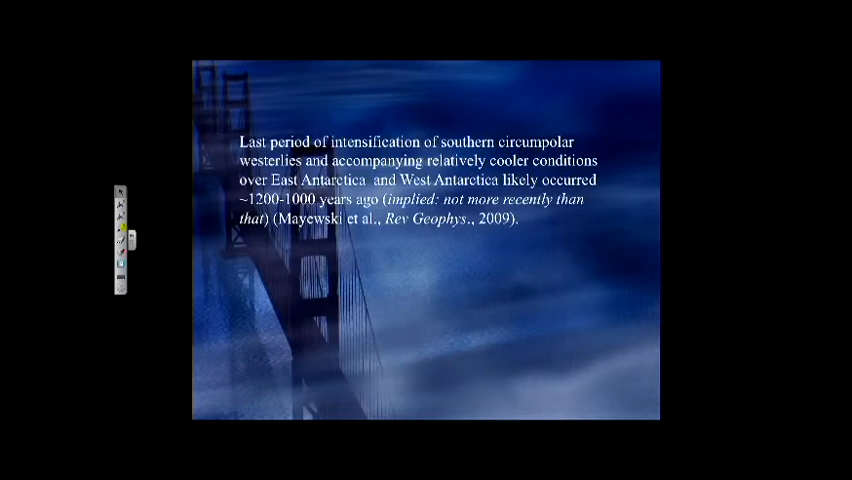 Last period of intensification of southern circumpolar
westerlies and accompanying relatively cooler conditions
over East Antarctica  and West Antarctica likely occurred
~1200-1000 years ago (implied: not more recently than
that) (Mayewski et al., Rev Geophys., 2009).